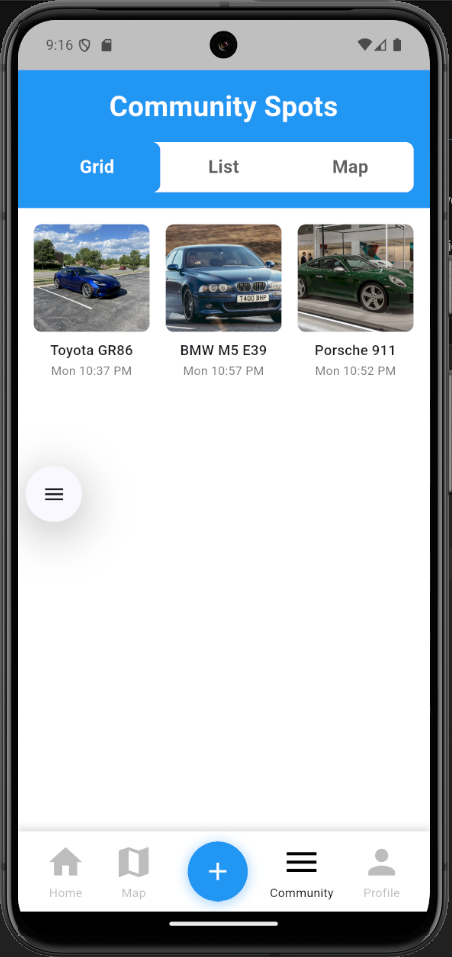 9:16
Community Spots
Grid List Map
T400 BHP
Toyota GR86 BMW M5 E39 Porsche 911
Mon 10:37 PM Mon 10:57 PM Mon 10:52 PM
Home Map Community Profile